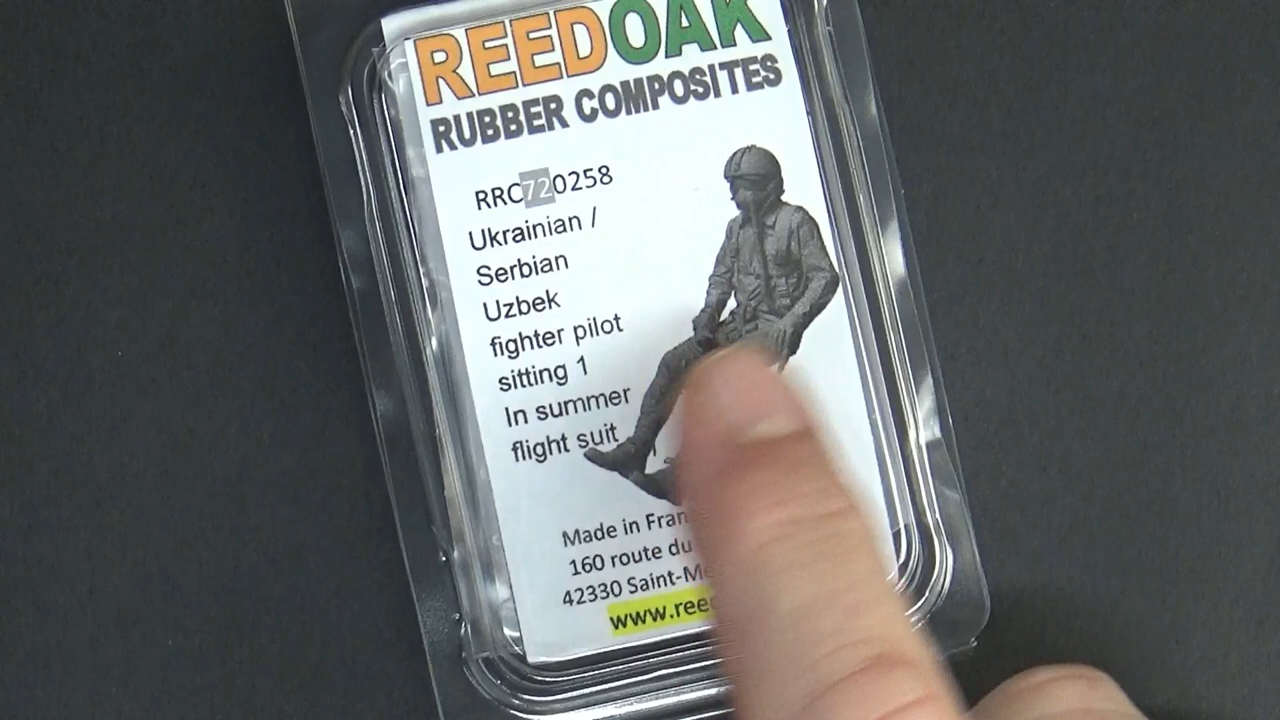 REEDOAK
RUBBER COMPOSITES
RRC720258
Ukrainian /
Serbian
Uzbek
fighter pilot
sitting 1
In summer
flight suit
Made in Fran
160 route du
42330 Saint-Me
www.reed